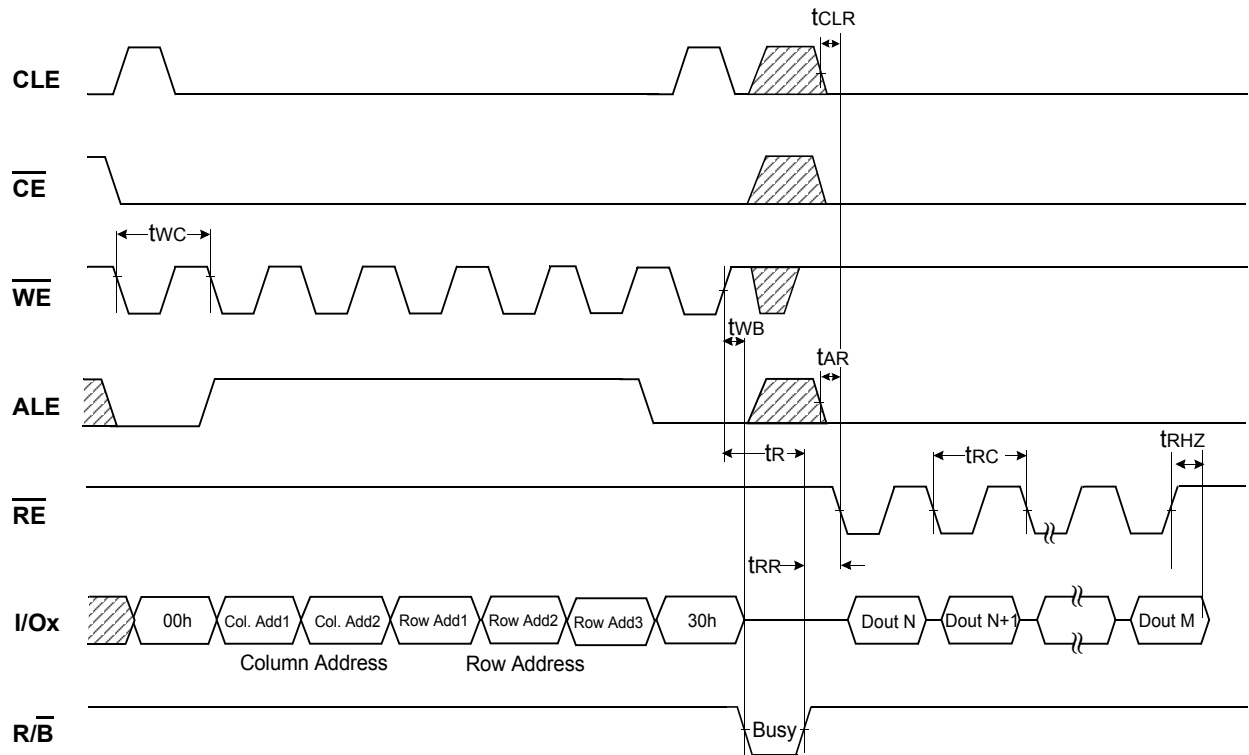 tCLR
CLE
CE
tWC
WE
tWB
tAR
ALE
tR
tRC
tRHZ
RE
tRR
I/Ox
00h
Col. Add1
Col. Add2
Row Add1
Row Add2
Row Add3
30h
Dout N
Dout N+1
Dout M
Column Address
Row Address
R/B
Busy